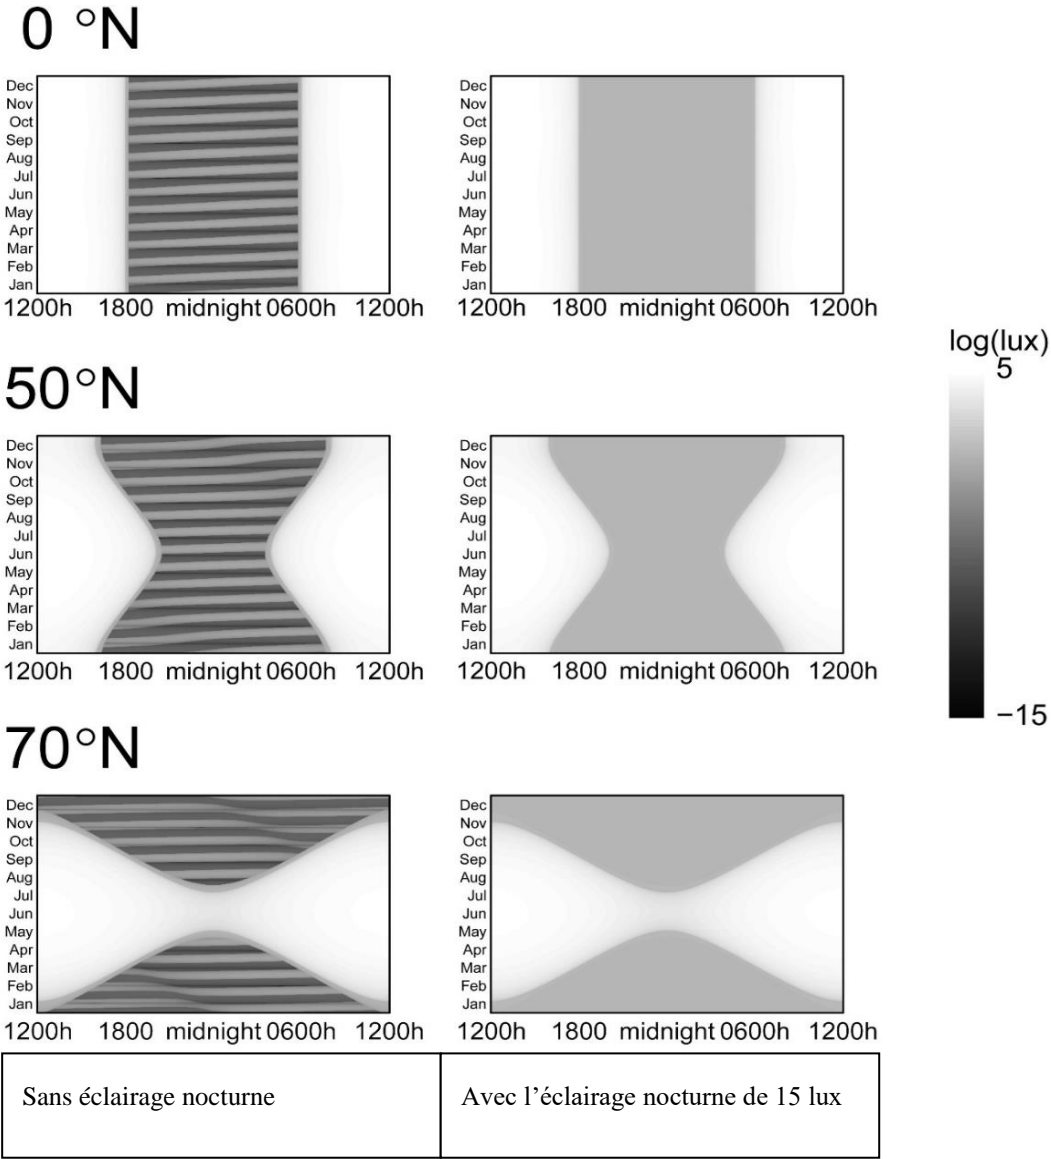 0 °N
Dec
Nov
Oct
Sep
Aug
Jul
Jun
May
Apr
Mar
Feb
Jan
1200h 1800 midnight 0600h 1200h
Dec
Nov
Oct
Sep
Aug
Jul
Jun
May
Apr
Mar
Feb
Jan
1200h 1800 midnight 0600h 1200h
log(lux)
5
−15
50°N
Dec
Nov
Oct
Sep
Aug
Jul
Jun
May
Apr
Mar
Feb
Jan
1200h 1800 midnight 0600h 1200h
Dec
Nov
Oct
Sep
Aug
Jul
Jun
May
Apr
Mar
Feb
Jan
1200h 1800 midnight 0600h 1200h
70°N
Dec
Nov
Oct
Sep
Aug
Jul
Jun
May
Apr
Mar
Feb
Jan
1200h 1800 midnight 0600h 1200h
Dec
Nov
Oct
Sep
Aug
Jul
Jun
May
Apr
Mar
Feb
Jan
1200h 1800 midnight 0600h 1200h
Sans éclairage nocturne
Avec l’éclairage nocturne de 15 lux